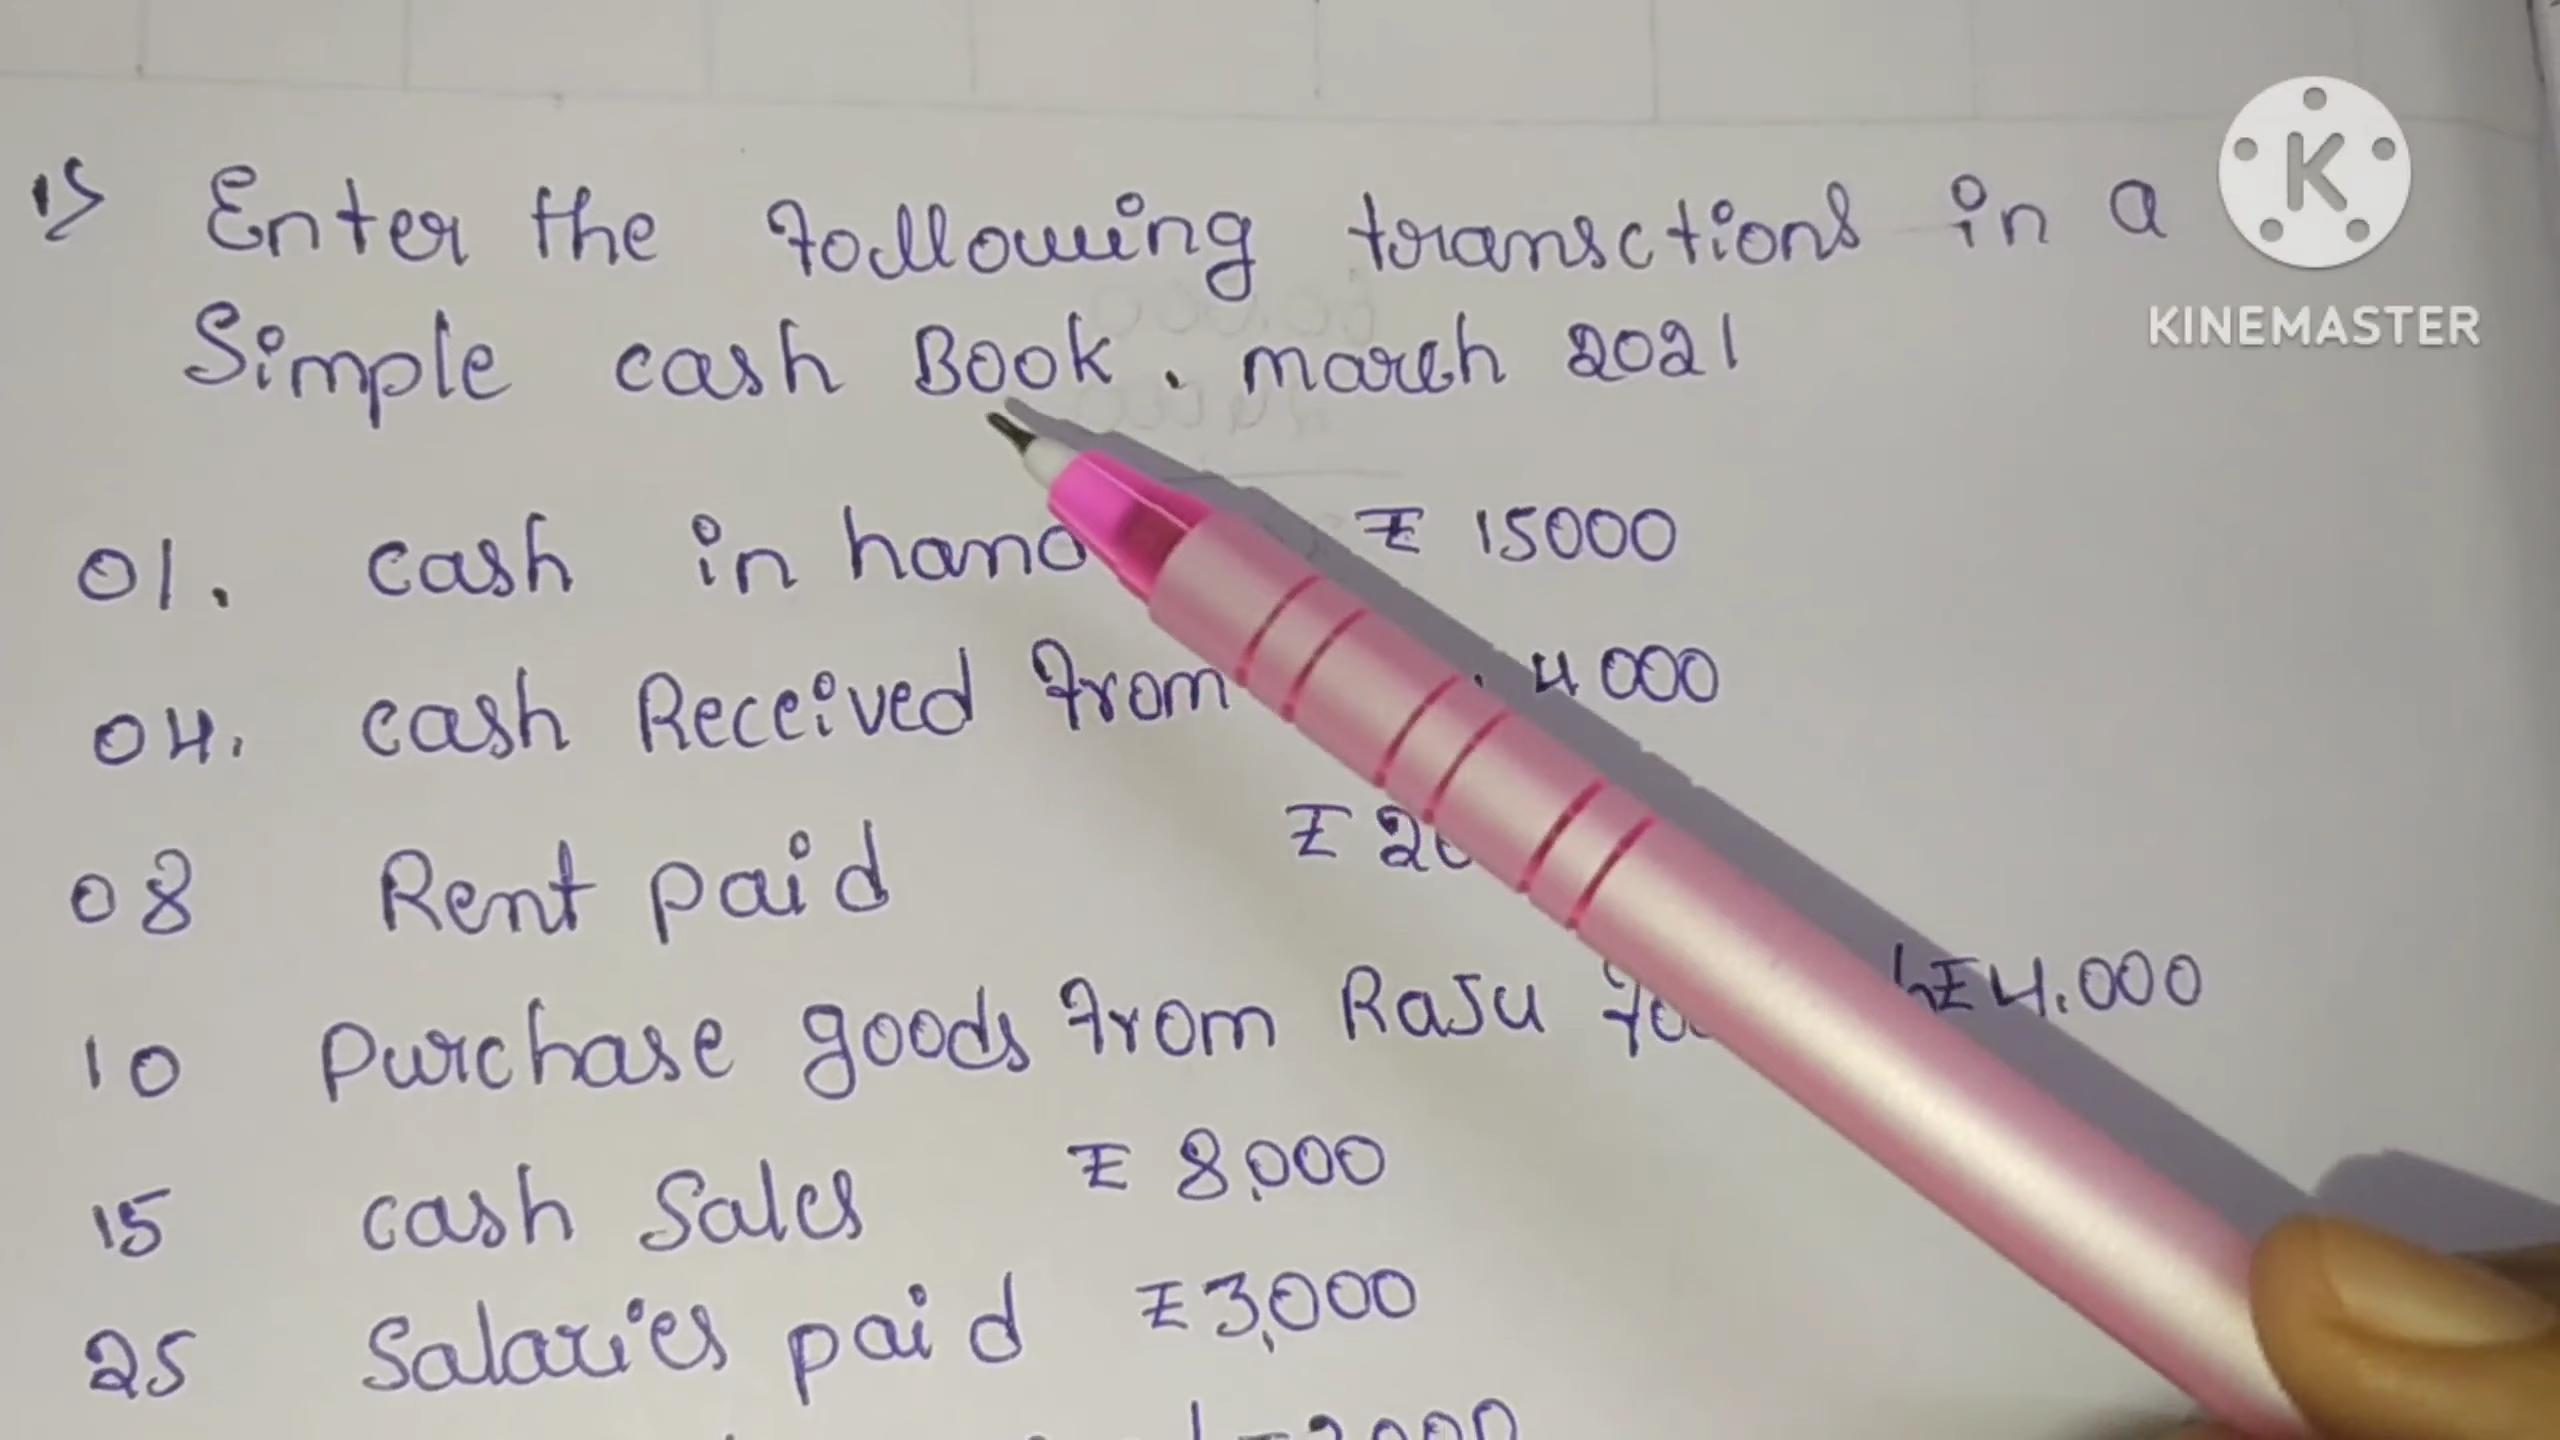 1) Enter the following transctions in a
Simple cash Book. march 2021
01. cash in hand ₹ 15000
04. cash Received from 4000
08 Rent paid ₹
10 purchase goods from Raju ₹4.000
15 cash sales ₹ 8,000
25 Salaries paid ₹3,000
KINEMASTER